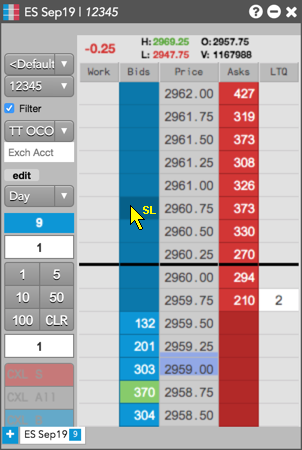 ES Sep19 | 12345
-0.25 H: 2969.25 O: 2957.75
L: 2947.75 V: 1167988
Work Bids Price Asks LTQ
<Default
12345
Filter
TT OCO
Exch Acct
edit
Day
9
1
1 5
10 50
100 CLR
1
CXL S
CXL All
CXL B
2962.00 427
2961.75 319
2961.50 373
2961.25 308
2961.00 326
SL 2960.75 373
2960.50 330
2960.25 270
2960.00 294
2959.75 210 2
132 2959.50
201 2959.25
303 2959.00
370 2958.75
304 2958.50
+ ES Sep19 9